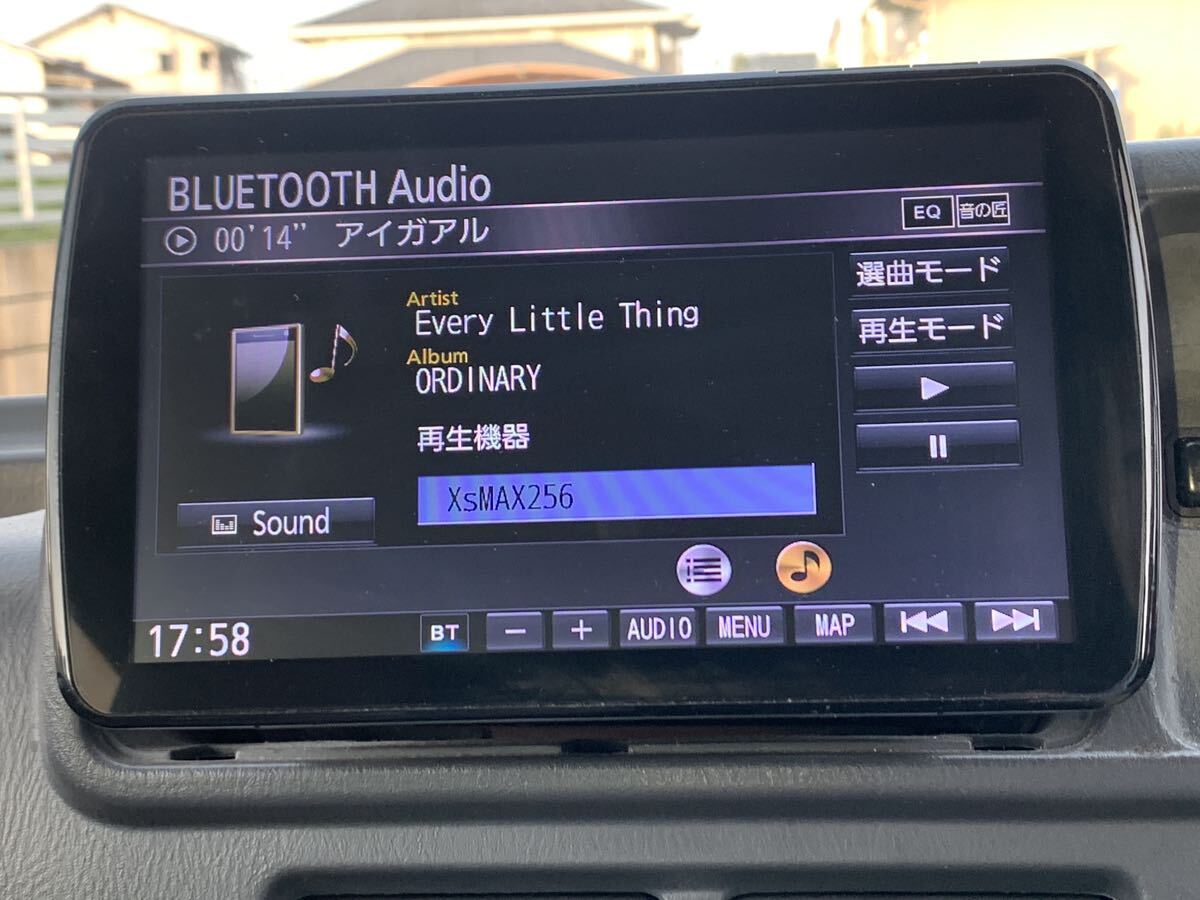 BLUETOOTH Audio
00'14" アイガアル
EQ 音の匠
Artist
Every Little Thing
Album
ORDINARY
再生機器
XsMAX256
Sound
選曲モード
再生モード
17:58
BT − + AUDIO MENU MAP